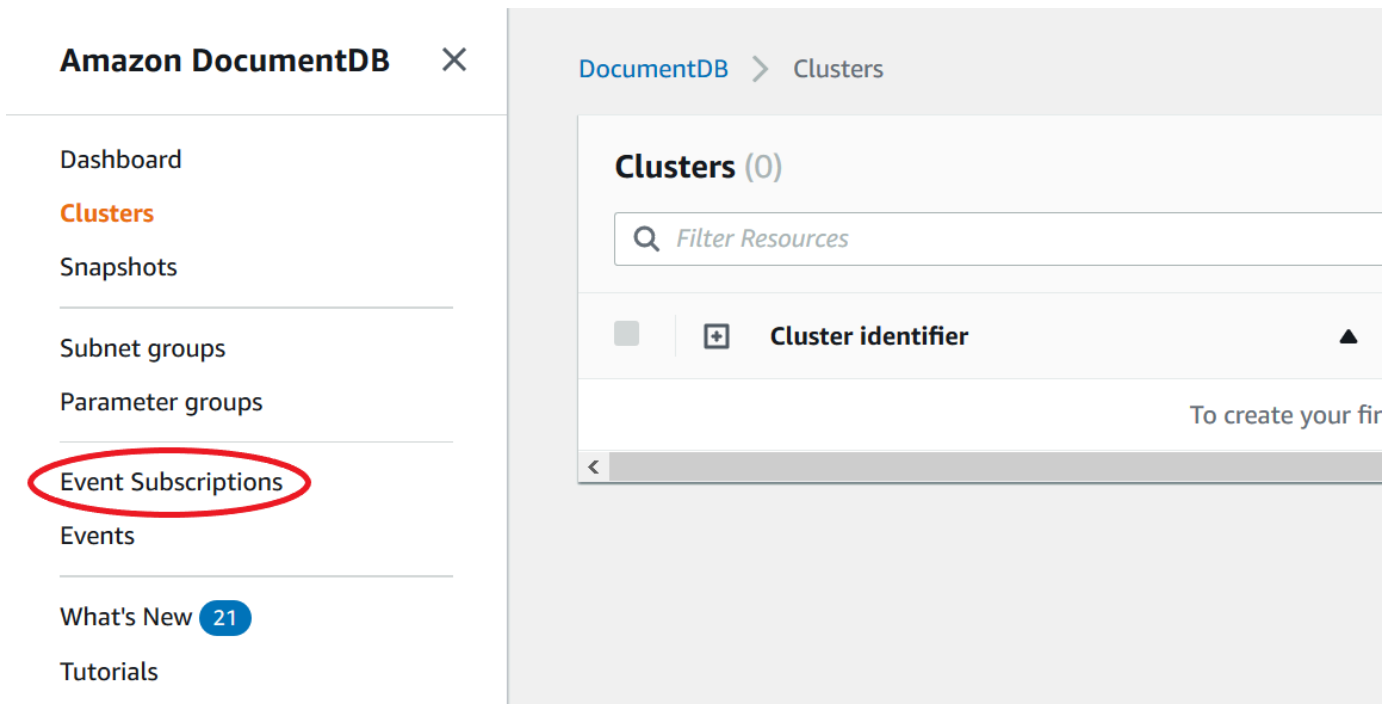 Amazon DocumentDB
Dashboard
Clusters
Snapshots
Subnet groups
Parameter groups
Event Subscriptions
Events
What's New 21
Tutorials
DocumentDB > Clusters
Clusters (0)
Filter Resources
Cluster identifier
To create your fir